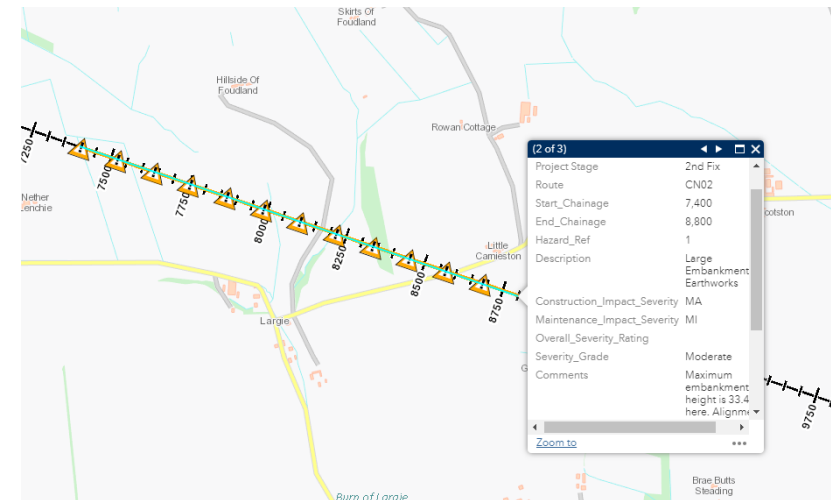 Skirts Of
Foudland
Hillside Of
Foudland
Rowan Cottage
7250
7500
7750
8000
8250
8500
8750
9750
Nether
Lenchie
Little
Camieston
Largie
Burn of Largie
Brae Butts
Steading
(2 of 3)
Project Stage 2nd Fix
Route CN02
Start_Chainage 7,400
End_Chainage 8,800
Hazard_Ref 1
Description Large
Embankment
Earthworks
Construction_Impact_Severity MA
Maintenance_Impact_Severity MI
Overall_Severity_Rating
Severity_Grade Moderate
Comments Maximum
embankment
height is 33.4
here.
Zoom to